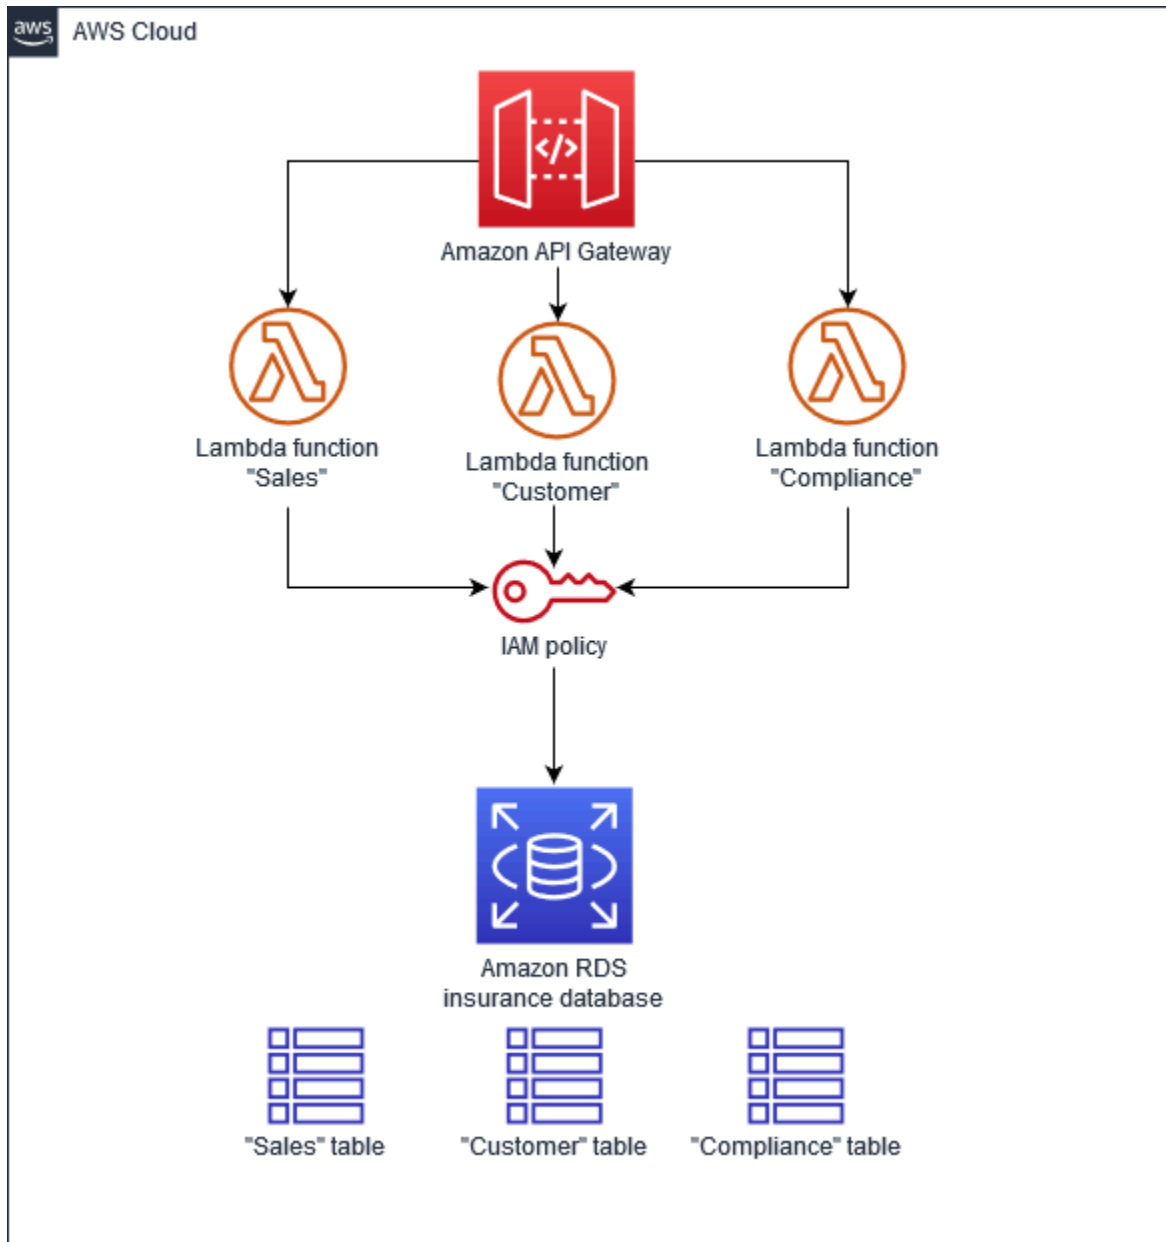 aws
AWS Cloud
</>
Amazon API Gateway
Lambda function
"Sales"
Lambda function
"Customer"
Lambda function
"Compliance"
IAM policy
Amazon RDS
insurance database
"Sales" table
"Customer" table
"Compliance" table